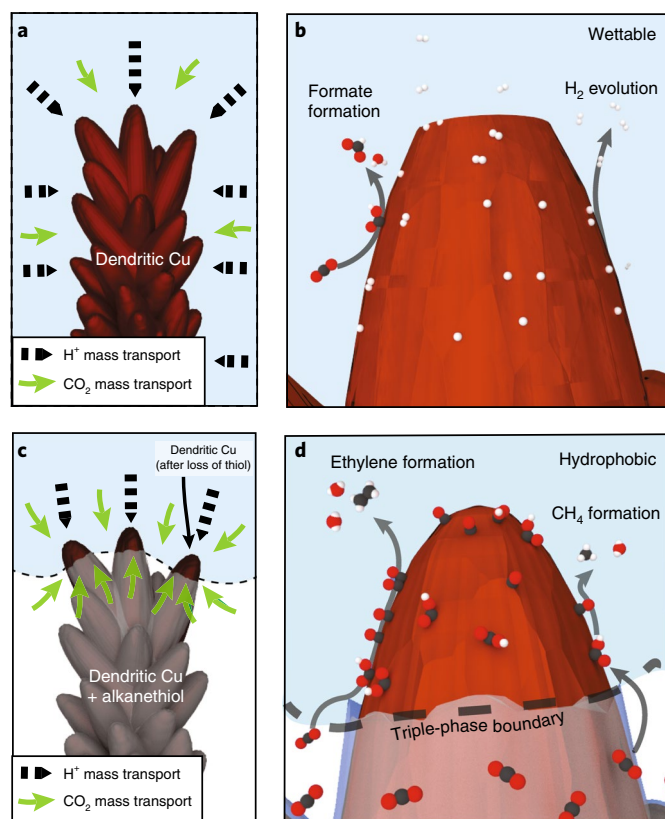 a
Dendritic Cu
H⁺ mass transport
CO₂ mass transport
b
Wettable
Formate
formation
H₂ evolution
c
Dendritic Cu
(after loss of thiol)
Dendritic Cu
+ alkanethiol
H⁺ mass transport
CO₂ mass transport
d
Ethylene formation
Hydrophobic
CH₄ formation
Triple-phase boundary